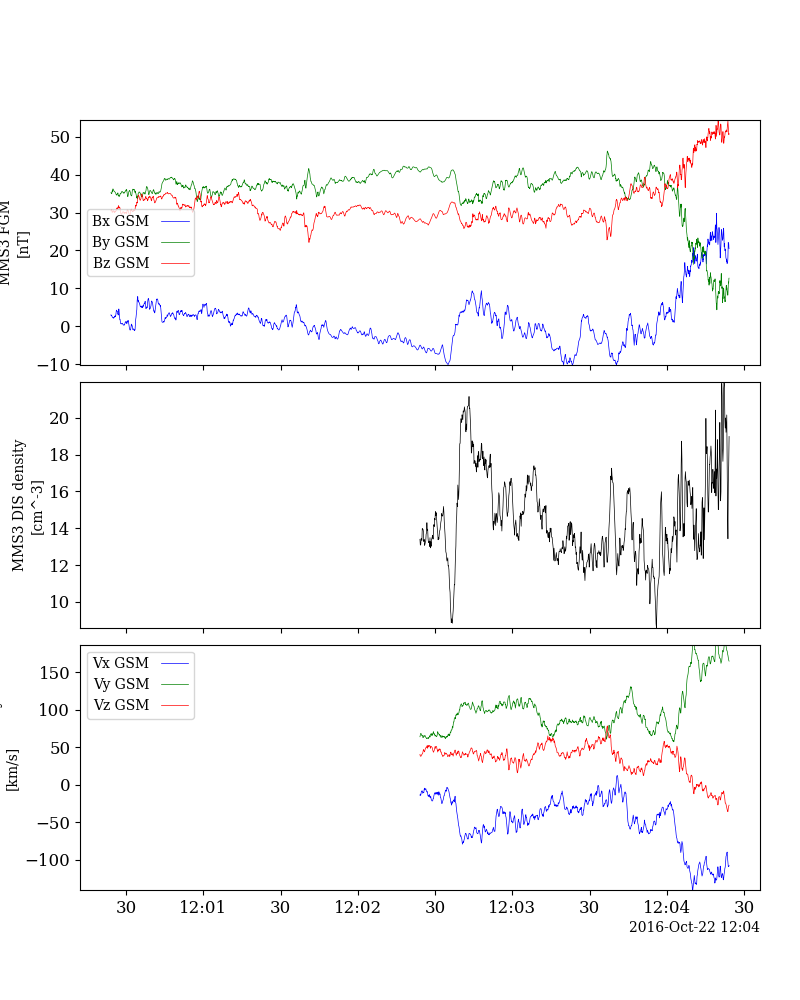 50
40
30
20
10
0
−10
MMS3 FGM
[nT]
Bx GSM
By GSM
Bz GSM
20
18
16
14
12
10
MMS3 DIS density
[cm^-3]
150
100
50
0
−50
−100
[km/s]
Vx GSM
Vy GSM
Vz GSM
30 12:01 30 12:02 30 12:03 30 12:04 30
2016-Oct-22 12:04